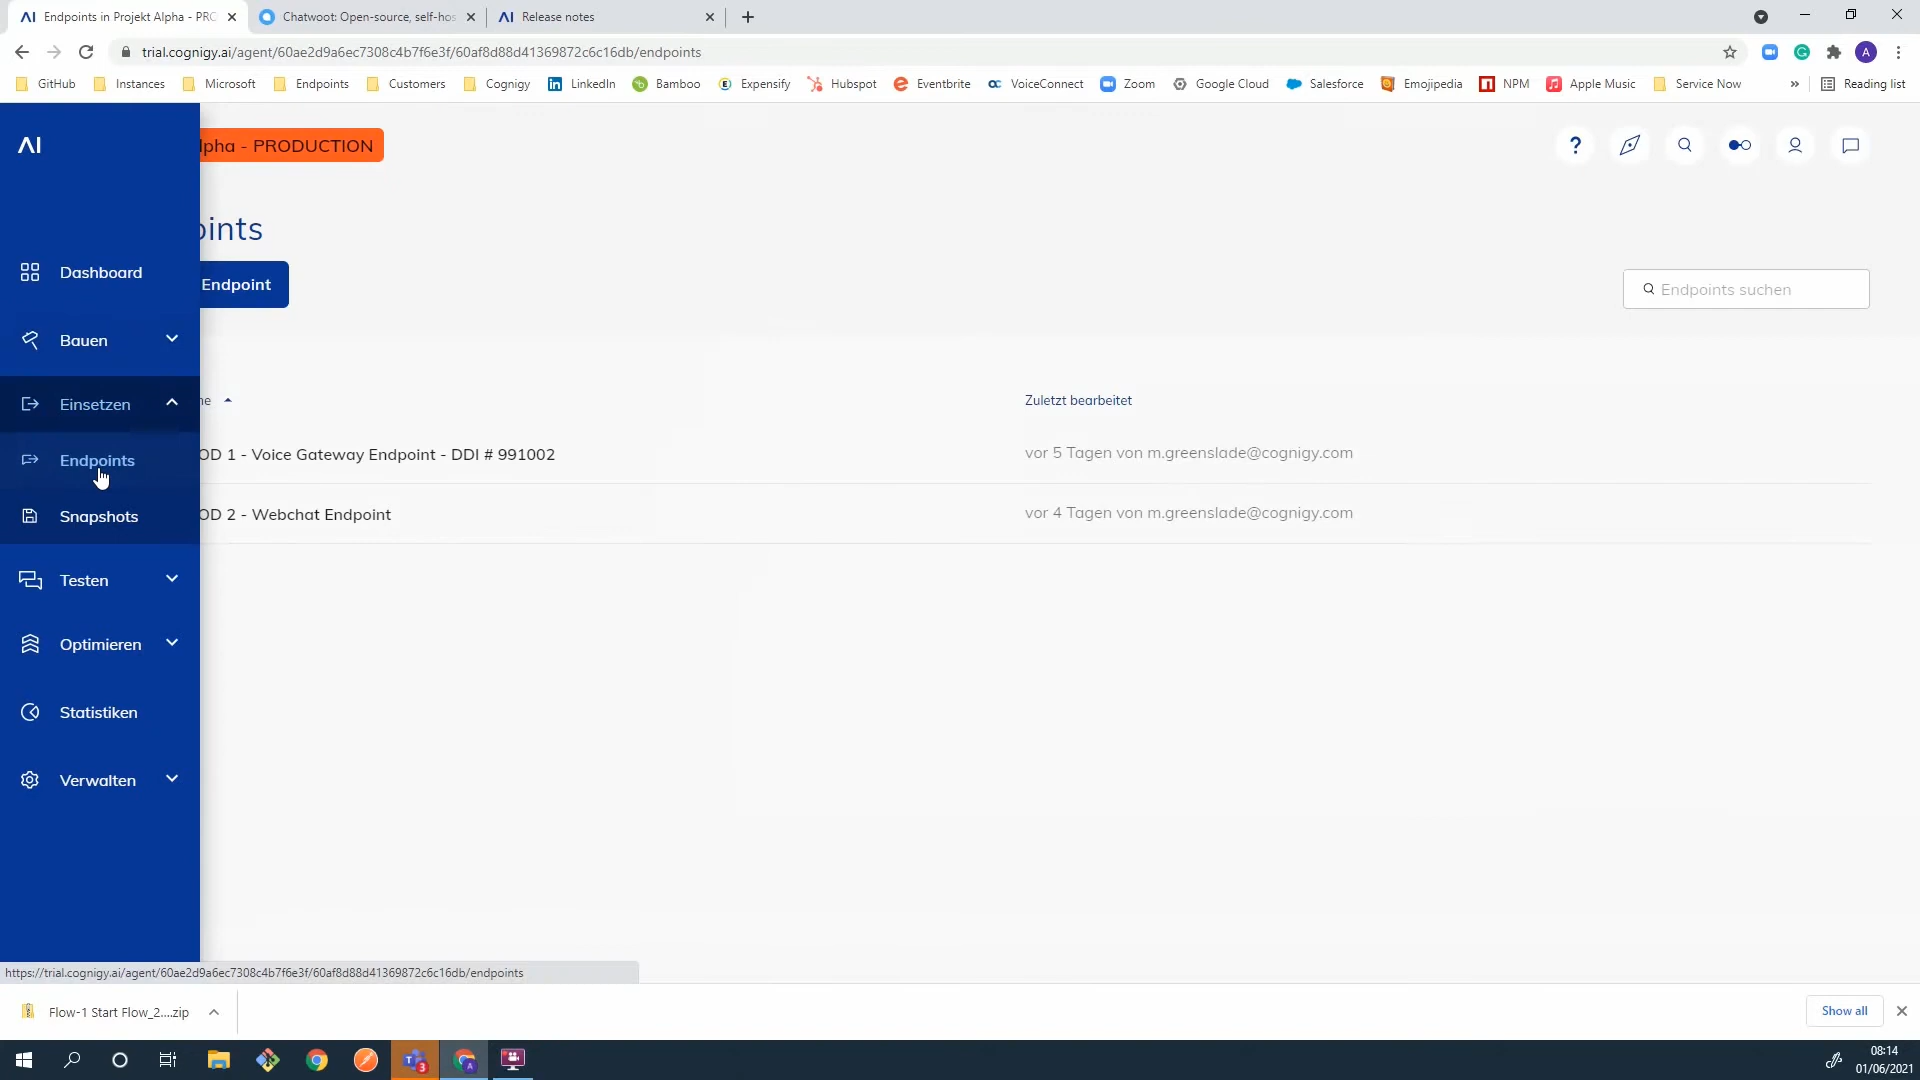 Endpoints in Projekt Alpha - PRO
Chatwoot: Open-source, self-hos
Release notes
trial.cognigy.ai/agent/60ae2d9a6ec7308c4b7f6e3f/60af8d88d41369872c6c16db/endpoints
A
GitHub
Instances
Microsoft
Endpoints
Customers
Cognigy
LinkedIn
Bamboo
Expensify
Hubspot
Eventbrite
VoiceConnect
Zoom
Google Cloud
Salesforce
Emojipedia
NPM
Apple Music
Service Now
»
Reading list
AI
lpha - PRODUCTION
?
oints
Dashboard
Endpoint
Endpoints suchen
Bauen
Einsetzen
me
Zuletzt bearbeitet
Endpoints
OD 1 - Voice Gateway Endpoint - DDI # 991002
vor 5 Tagen von m.greenslade@cognigy.com
Snapshots
OD 2 - Webchat Endpoint
vor 4 Tagen von m.greenslade@cognigy.com
Testen
Optimieren
Statistiken
Verwalten
https://trial.cognigy.ai/agent/60ae2d9a6ec7308c4b7f6e3f/60af8d88d41369872c6c16db/endpoints
Flow-1 Start Flow_2....zip
Show all
3
08:14
01/06/2021